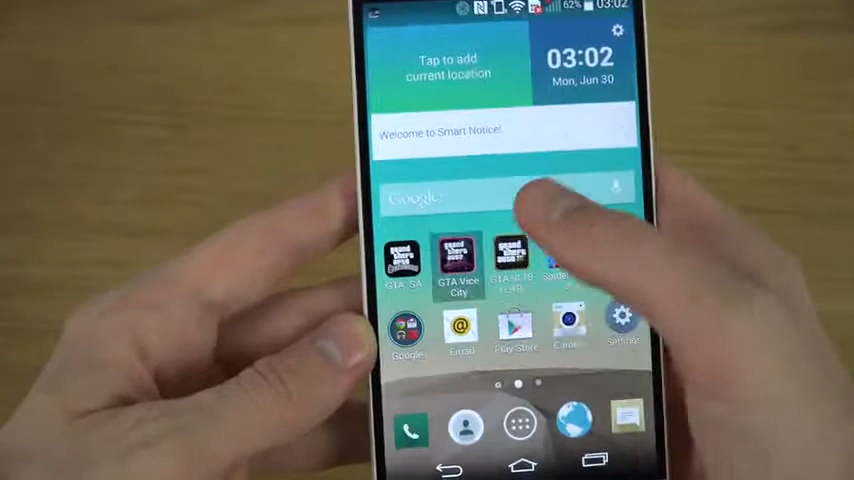 62% 03:02
Tap to add
current location
03:02
Mon, Jun 30
Welcome to Smart Notice!
Google
GTA: SA
GTA Vice
City
Google
Email
Play Store
Camera
Settings